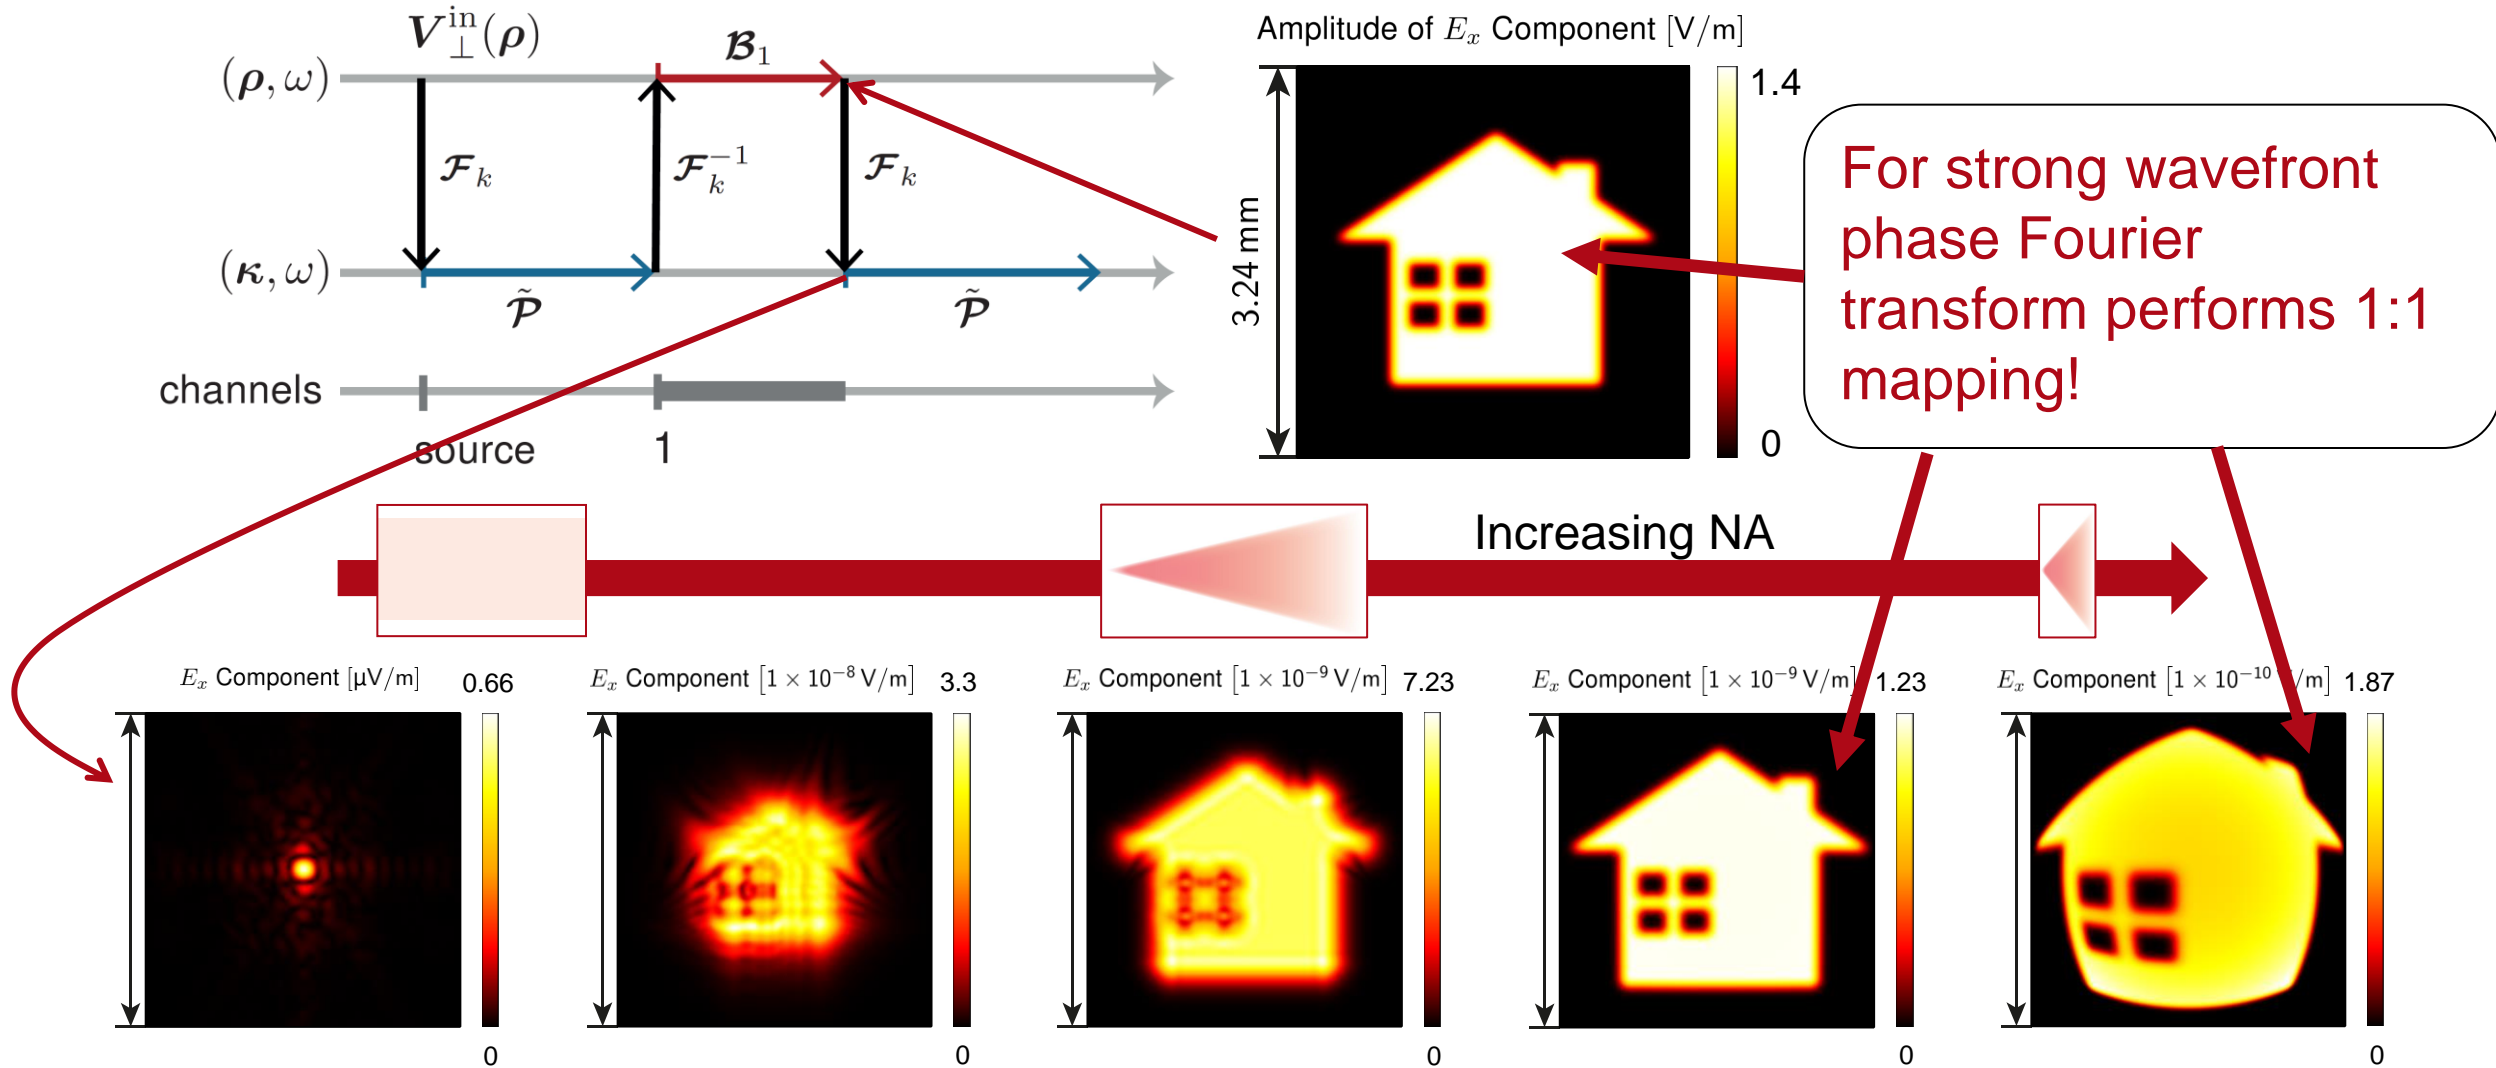 V⊥^in(ρ)
ℬ₁
(ρ, ω)
ℱₖ
ℱₖ⁻¹
ℱₖ
(κ, ω)
𝒫̃
𝒫̃
channels
source
1
Amplitude of Eₓ Component [V/m]
1.4
3.24 mm
0
For strong wavefront
phase Fourier
transform performs 1:1
mapping!
Increasing NA
Eₓ Component [μV/m]
0.66
0
Eₓ Component [1 × 10⁻⁸ V/m]
3.3
0
Eₓ Component [1 × 10⁻⁹ V/m]
7.23
0
Eₓ Component [1 × 10⁻⁹ V/m]
1.23
0
Eₓ Component [1 × 10⁻¹⁰ V/m]
1.87
0